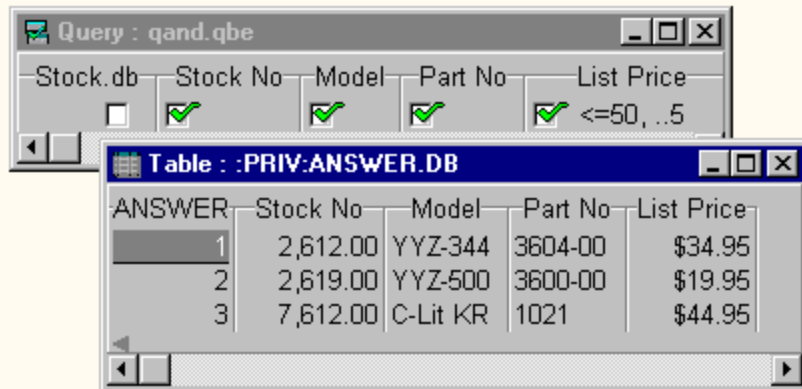 Query : qand.qbe
Stock.db Stock No Model Part No List Price
<=50, ..5
Table : :PRIV:ANSWER.DB
ANSWER Stock No Model Part No List Price
1 2,612.00 YYZ-344 3604-00 $34.95
2 2,619.00 YYZ-500 3600-00 $19.95
3 7,612.00 C-Lit KR 1021 $44.95